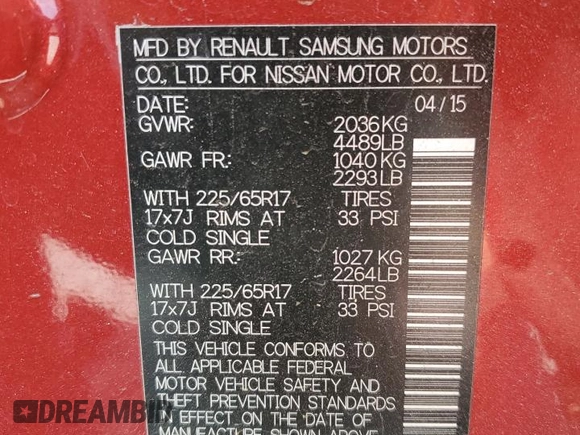 MFD BY RENAULT SAMSUNG MOTORS
CO., LTD. FOR NISSAN MOTOR CO., LTD.
DATE: 04/15
GVWR: 2036KG
4489LB
GAWR FR: 1040 KG
2293LB
WITH 225/65R17 TIRES
17x7J RIMS AT 33 PSI
COLD SINGLE
GAWR RR: 1027 KG
2264LB
WITH 225/65R17 TIRES
17x7J RIMS AT 33 PSI
COLD SINGLE
THIS VEHICLE CONFORMS TO
ALL APPLICABLE FEDERAL
MOTOR VEHICLE SAFETY AND
THEFT PREVENTION STANDARDS
IN EFFECT ON THE DATE OF
MANUFACTURE SHOWN ABOVE
DREAMBID